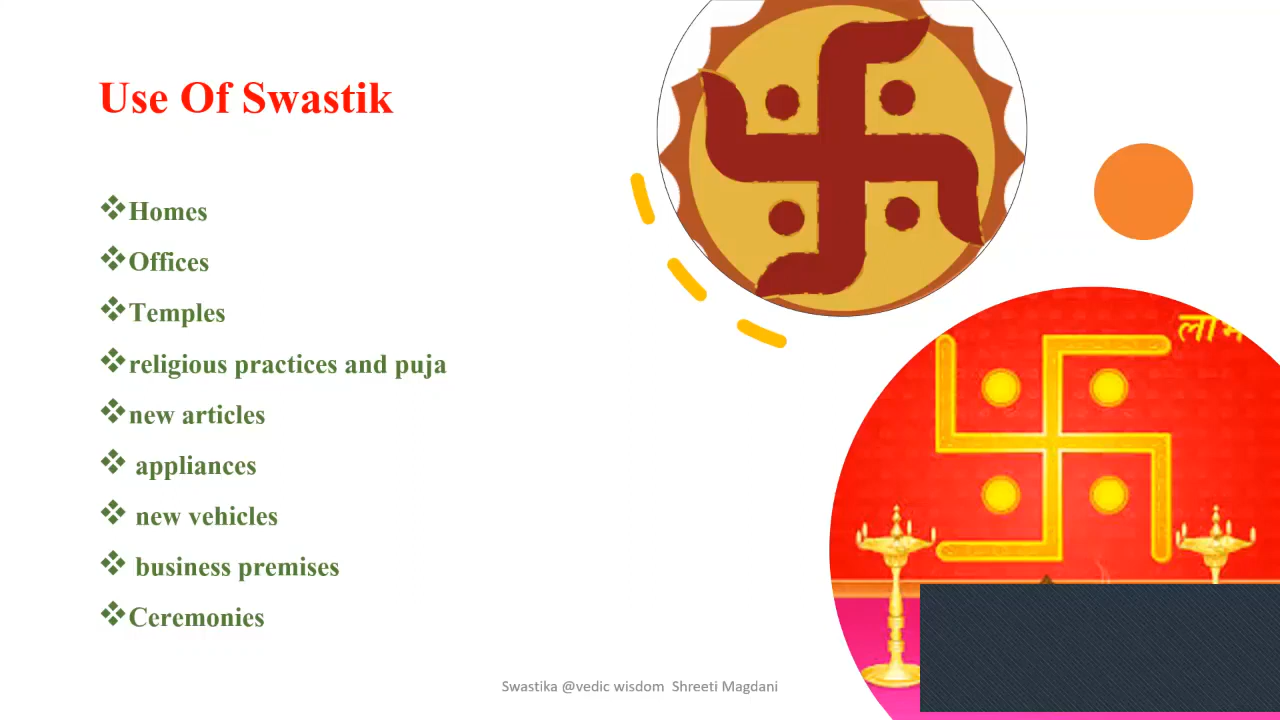 Use Of Swastik
Homes
Offices
Temples
religious practices and puja
new articles
appliances
new vehicles
business premises
Ceremonies
Swastika @vedic wisdom Shreeti Magdani